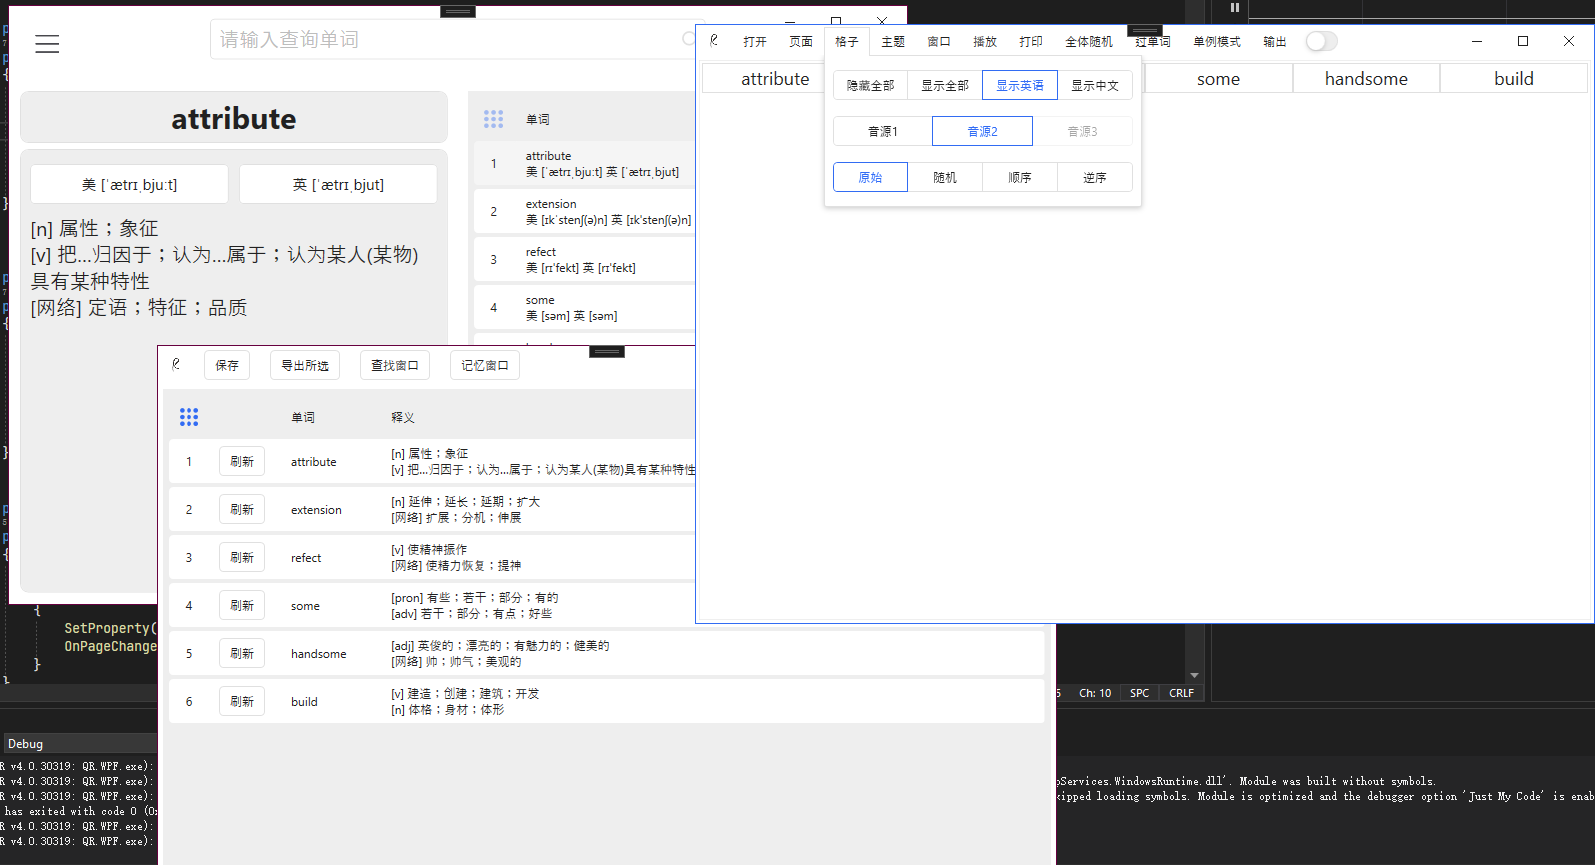 请输入查询单词
attribute
美 [ˈætrɪˌbju:t]
英 [ˈætrɪˌbjut]
[n] 属性；象征
[v] 把...归因于；认为...属于；认为某人(某物)
具有某种特性
[网络] 定语；特征；品质
单词
1
attribute
美 [ˈætrɪˌbju:t] 英 [ˈætrɪˌbjut]
2
extension
美 [ɪkˈstenʃ(ə)n] 英 [ɪk'stenʃ(ə)n]
3
refect
美 [rɪ'fekt] 英 [rɪ'fekt]
4
some
美 [səm] 英 [səm]
打开 页面 格子 主题 窗口 播放 打印 全体随机 过单词 单例模式 输出
attribute some handsome build
隐藏全部 显示全部 显示英语 显示中文
音源1 音源2 音源3
原始 随机 顺序 逆序
保存 导出所选 查找窗口 记忆窗口
单词 释义
1 刷新 attribute
[n] 属性；象征
[v] 把...归因于；认为...属于；认为某人(某物)具有某种特性
2 刷新 extension
[n] 延伸；延长；延期；扩大
[网络] 扩展；分机；伸展
3 刷新 refect
[v] 使精神振作
[网络] 使精力恢复；提神
4 刷新 some
[pron] 有些；若干；部分；有的
[adv] 若干；部分；有点；好些
5 刷新 handsome
[adj] 英俊的；漂亮的；有魅力的；健美的
[网络] 帅；帅气；美观的
6 刷新 build
[v] 建造；创建；建筑；开发
[n] 体格；身材；体形
{
SetProperty(
OnPageChange
}
Ch: 10 SPC CRLF
Debug
R v4.0.30319: QR.WPF.exe):
R v4.0.30319: QR.WPF.exe): pServices.WindowsRuntime.dll'. Module was built without symbols.
R v4.0.30319: QR.WPF.exe): kipped loading symbols. Module is optimized and the debugger option 'Just My Code' is enab
has exited with code 0 (0x
R v4.0.30319: QR.WPF.exe):
R v4.0.30319: QR.WPF.exe):